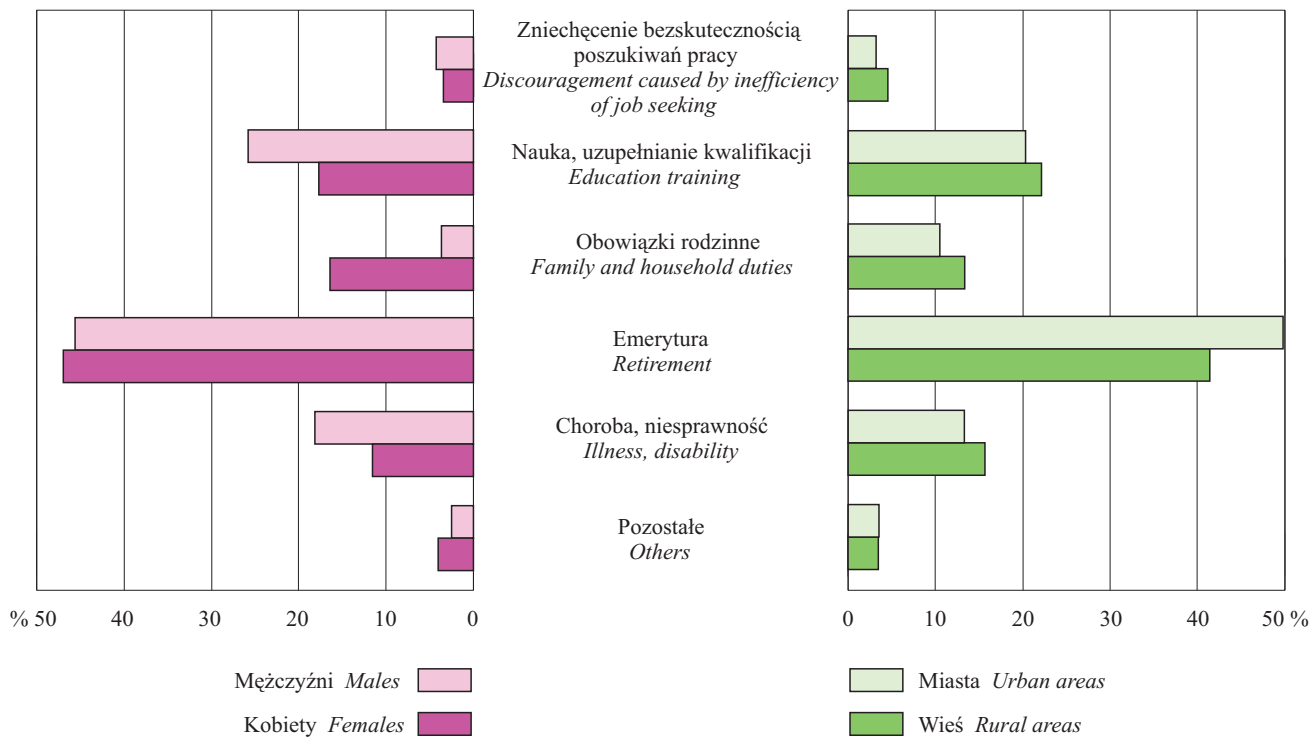 Zniechęcenie bezskutecznością
poszukiwań pracy
Discouragement caused by inefficiency
of job seeking
Nauka, uzupełnianie kwalifikacji
Education training
Obowiązki rodzinne
Family and household duties
Emerytura
Retirement
Choroba, niesprawność
Illness, disability
Pozostałe
Others
% 50 40 30 20 10 0
0 10 20 30 40 50 %
Mężczyźni Males
Kobiety Females
Miasta Urban areas
Wieś Rural areas